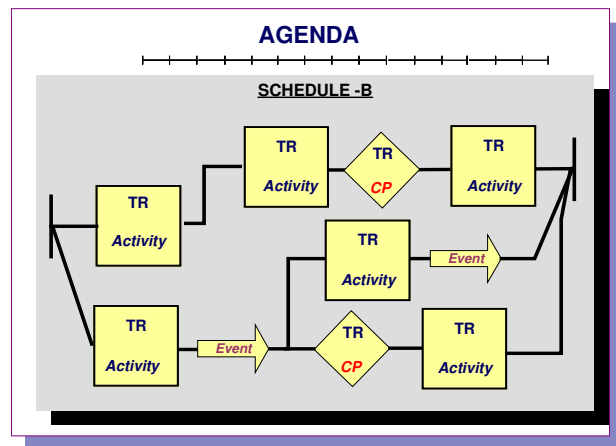 AGENDA
SCHEDULE -B
TR
Activity
TR
CP
TR
Activity
TR
Activity
TR
Activity
Event
TR
Activity
Event
TR
CP
TR
Activity